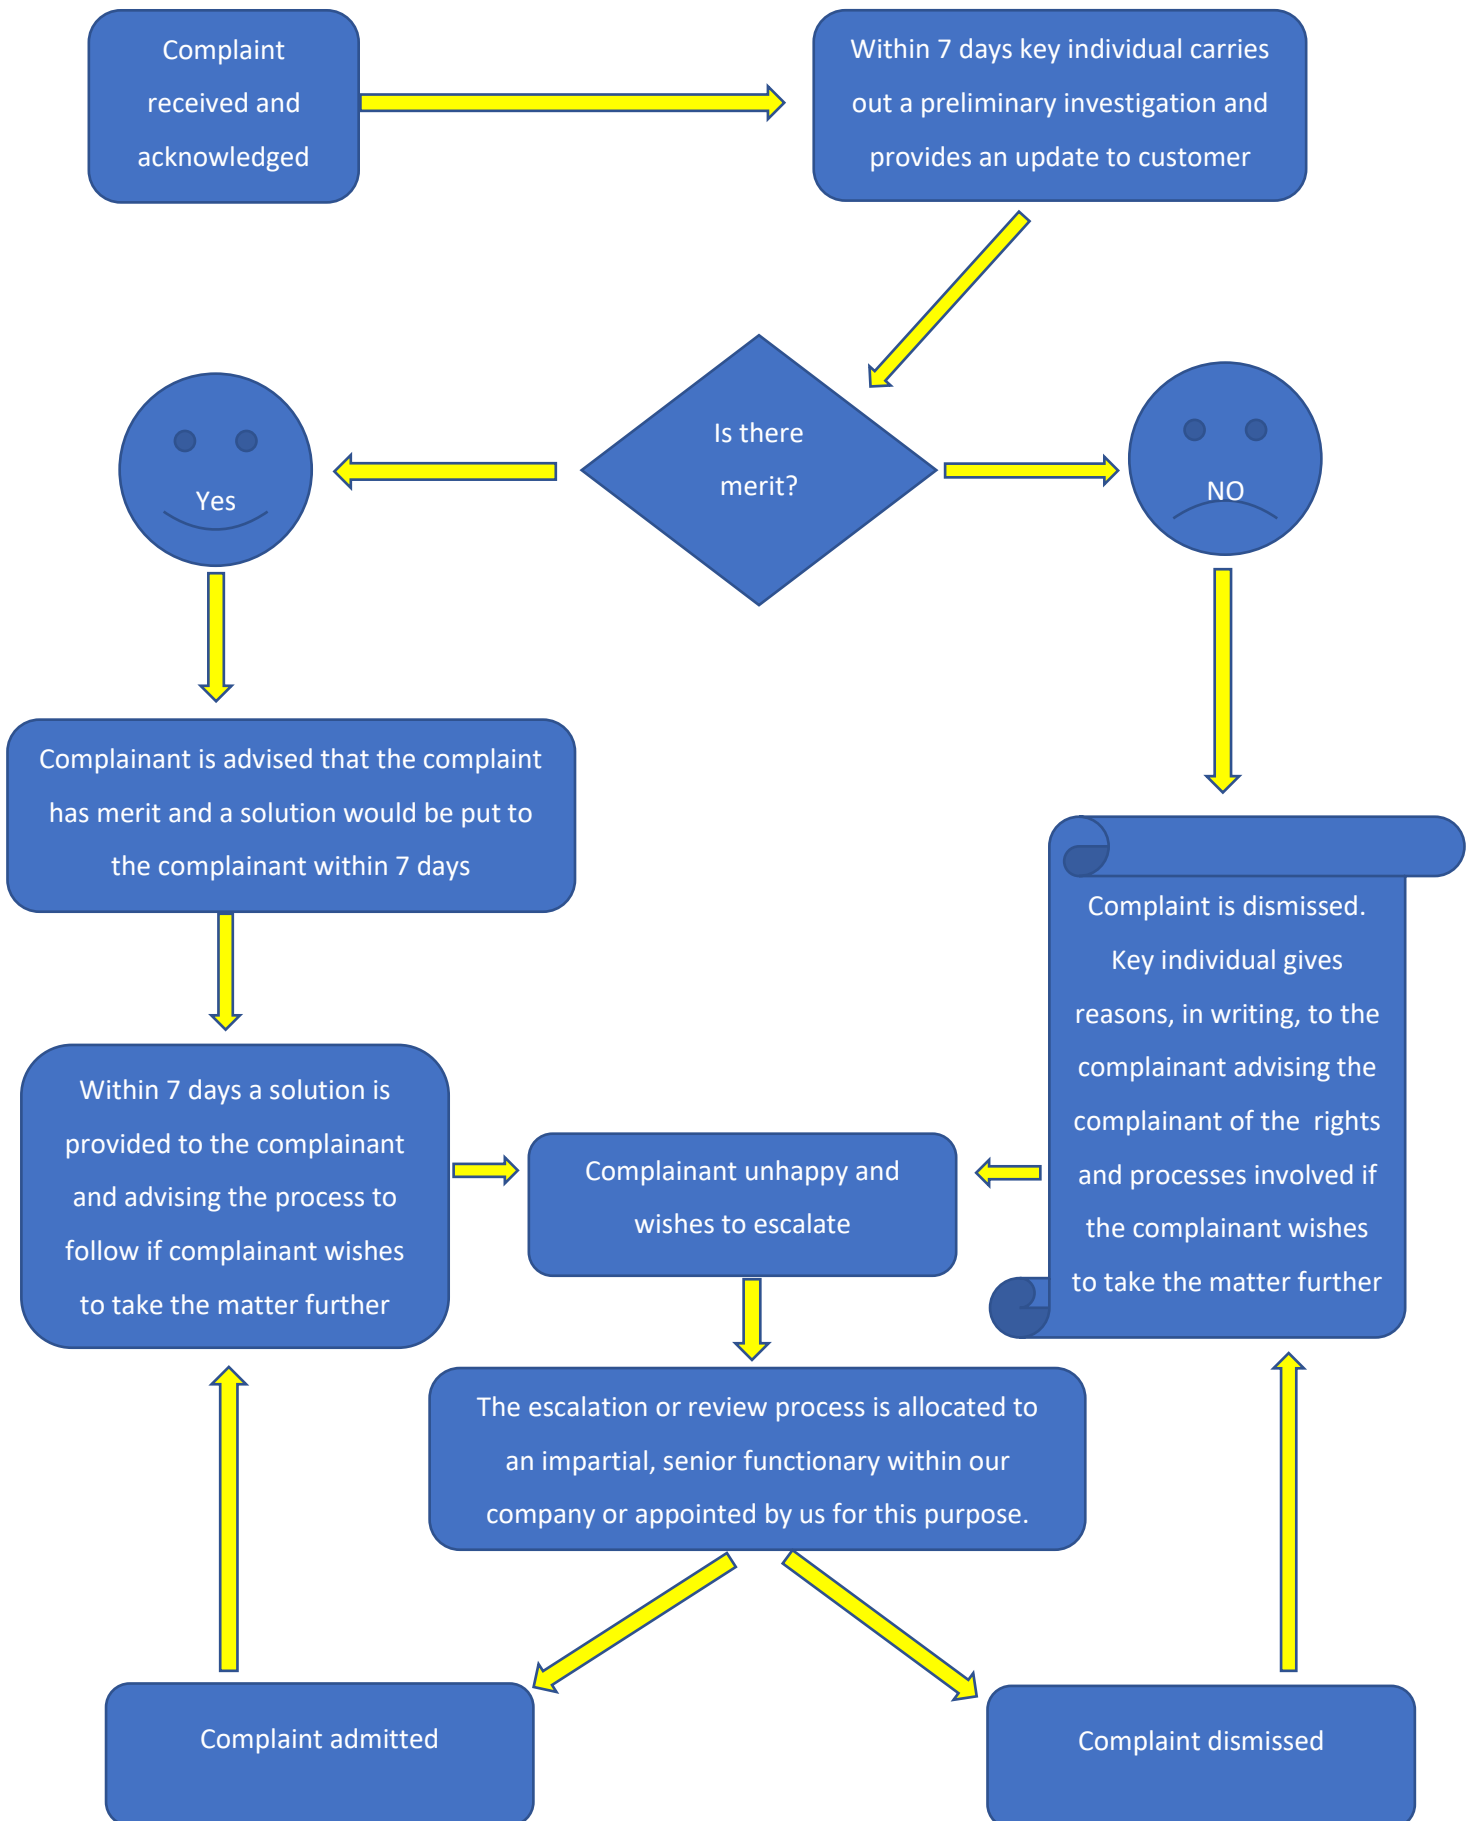 Complaint
received and
acknowledged
Within 7 days key individual carries
out a preliminary investigation and
provides an update to customer
Is there
merit?
Yes
NO
Complainant is advised that the complaint
has merit and a solution would be put to
the complainant within 7 days
Complaint is dismissed.
Key individual gives
reasons, in writing, to the
complainant advising the
complainant of the rights
and processes involved if
the complainant wishes
to take the matter further
Within 7 days a solution is
provided to the complainant
and advising the process to
follow if complainant wishes
to take the matter further
Complainant unhappy and
wishes to escalate
The escalation or review process is allocated to
an impartial, senior functionary within our
company or appointed by us for this purpose.
Complaint admitted
Complaint dismissed